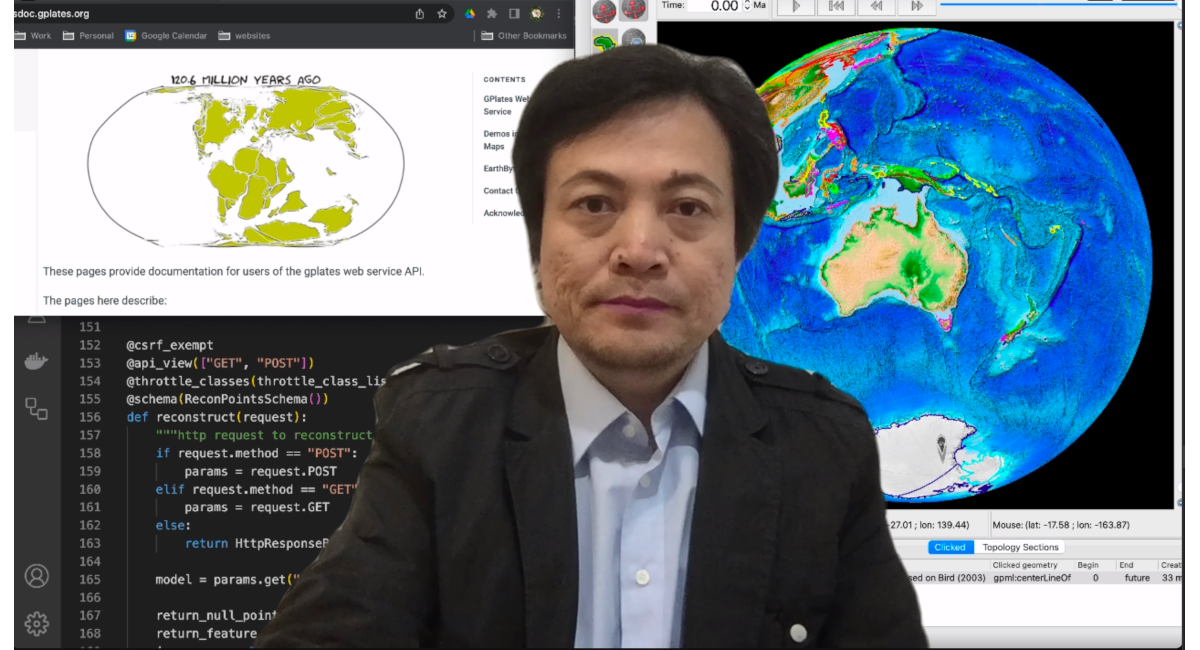 sdoc.gplates.org
Work Personal Google Calendar websites Other Bookmarks
120.6 MILLION YEARS AGO
CONTENTS
GPlates Web
Service
Demos
Maps
EarthBy
Contact
These pages provide documentation for users of the gplates web service API.
The pages here describe:
151
152 @csrf_exempt
153 @api_view(["GET", "POST"])
154 @throttle_classes(throttle_class_lis
155 @schema(ReconPointsSchema())
156 def reconstruct(request):
157 """http request to reconstruct
158 if request.method == "POST":
159 params = request.POST
160 elif request.method == "GET"
161 params = request.GET
162 else:
163 return HttpResponse
164
165 model = params.get("
166
167 return_null_point
168 return_feature
Time: 0.00 Ma
27.01 ; lon: 139.44)
Mouse: (lat: -17.58 ; lon: -163.87)
Clicked Topology Sections
Clicked geometry Begin End Creat
sed on Bird (2003) gpml:centerLineOf 0 future 33 m